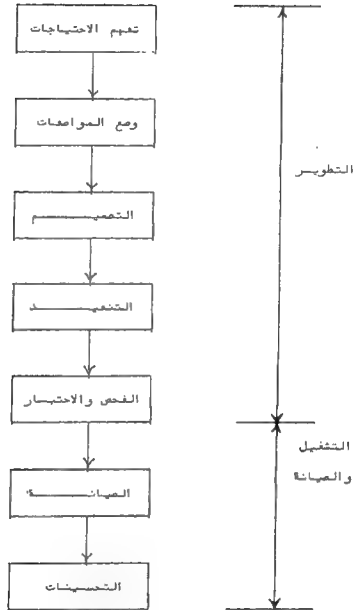 تفهم الاحتياجات
وضع المواصفات
التصميم
التنفيذ
الفحص والاختبار
الصيانة
التحسينات
التطوير
التشغيل
والصيانة